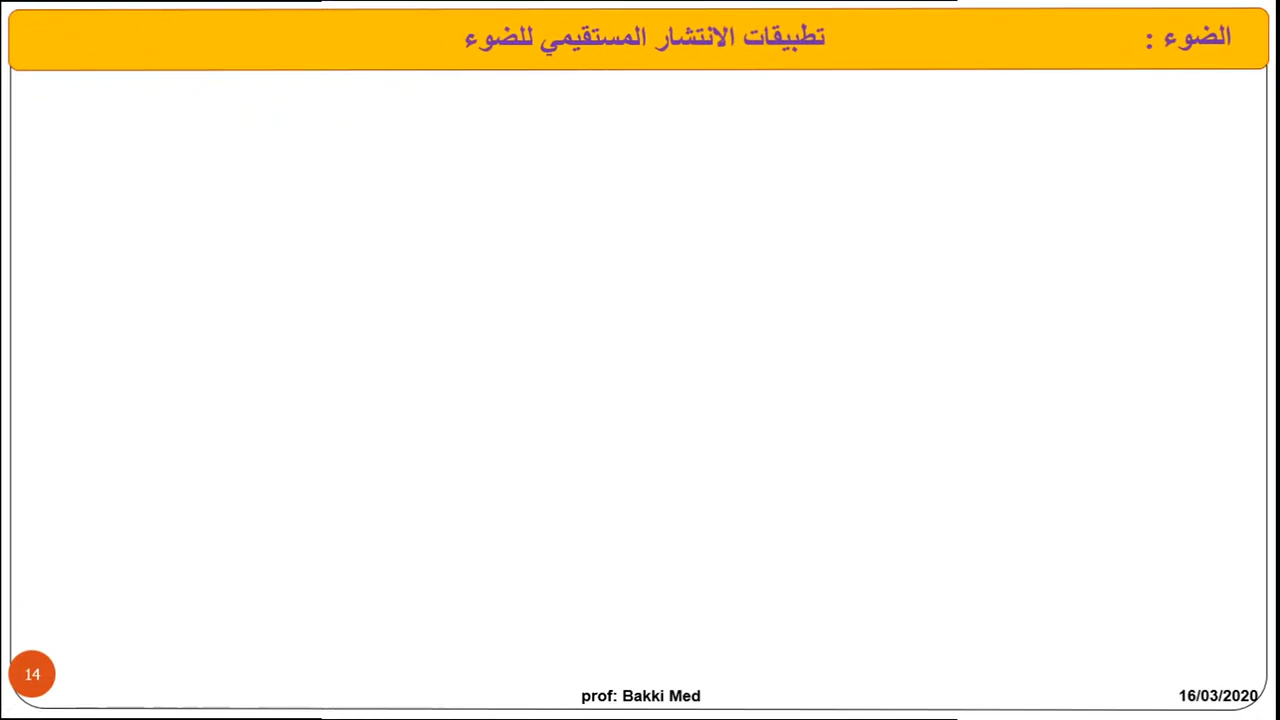 الضوء : تطبيقات الانتشار المستقيمي للضوء
14 prof: Bakki Med 16/03/2020